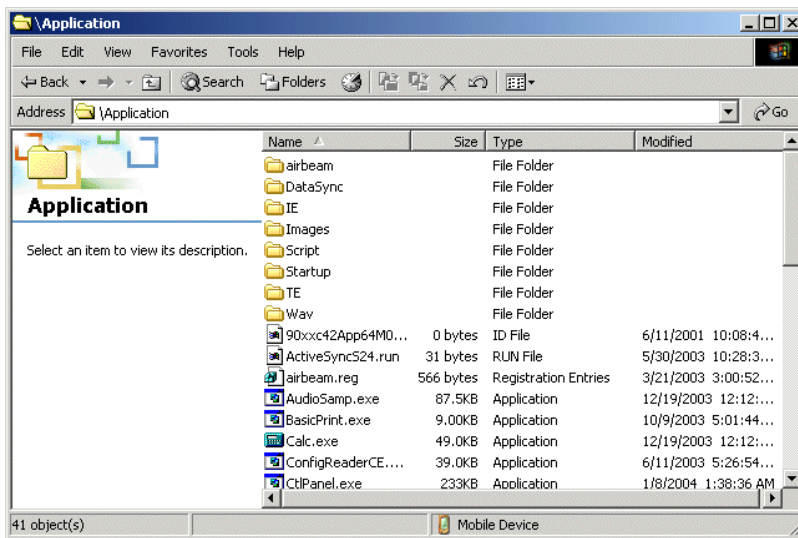 \Application
File Edit View Favorites Tools Help
Back Search Folders
Address \Application Go
Name Size Type Modified
airbeam File Folder
DataSync File Folder
IE File Folder
Images File Folder
Script File Folder
Startup File Folder
TE File Folder
Wav File Folder
90xxc42App64M0... 0 bytes ID File 6/11/2001 10:08:4...
ActiveSyncS24.run 31 bytes RUN File 5/30/2003 10:28:3...
airbeam.reg 566 bytes Registration Entries 3/21/2003 3:00:52...
AudioSamp.exe 87.5KB Application 12/19/2003 12:12:...
BasicPrint.exe 9.00KB Application 10/9/2003 5:01:44...
Calc.exe 49.0KB Application 12/19/2003 12:12:...
ConfigReaderCE.... 39.0KB Application 6/11/2003 5:26:54...
CtlPanel.exe 233KB Application 1/8/2004 1:38:36 AM
Application
Select an item to view its description.
41 object(s) Mobile Device